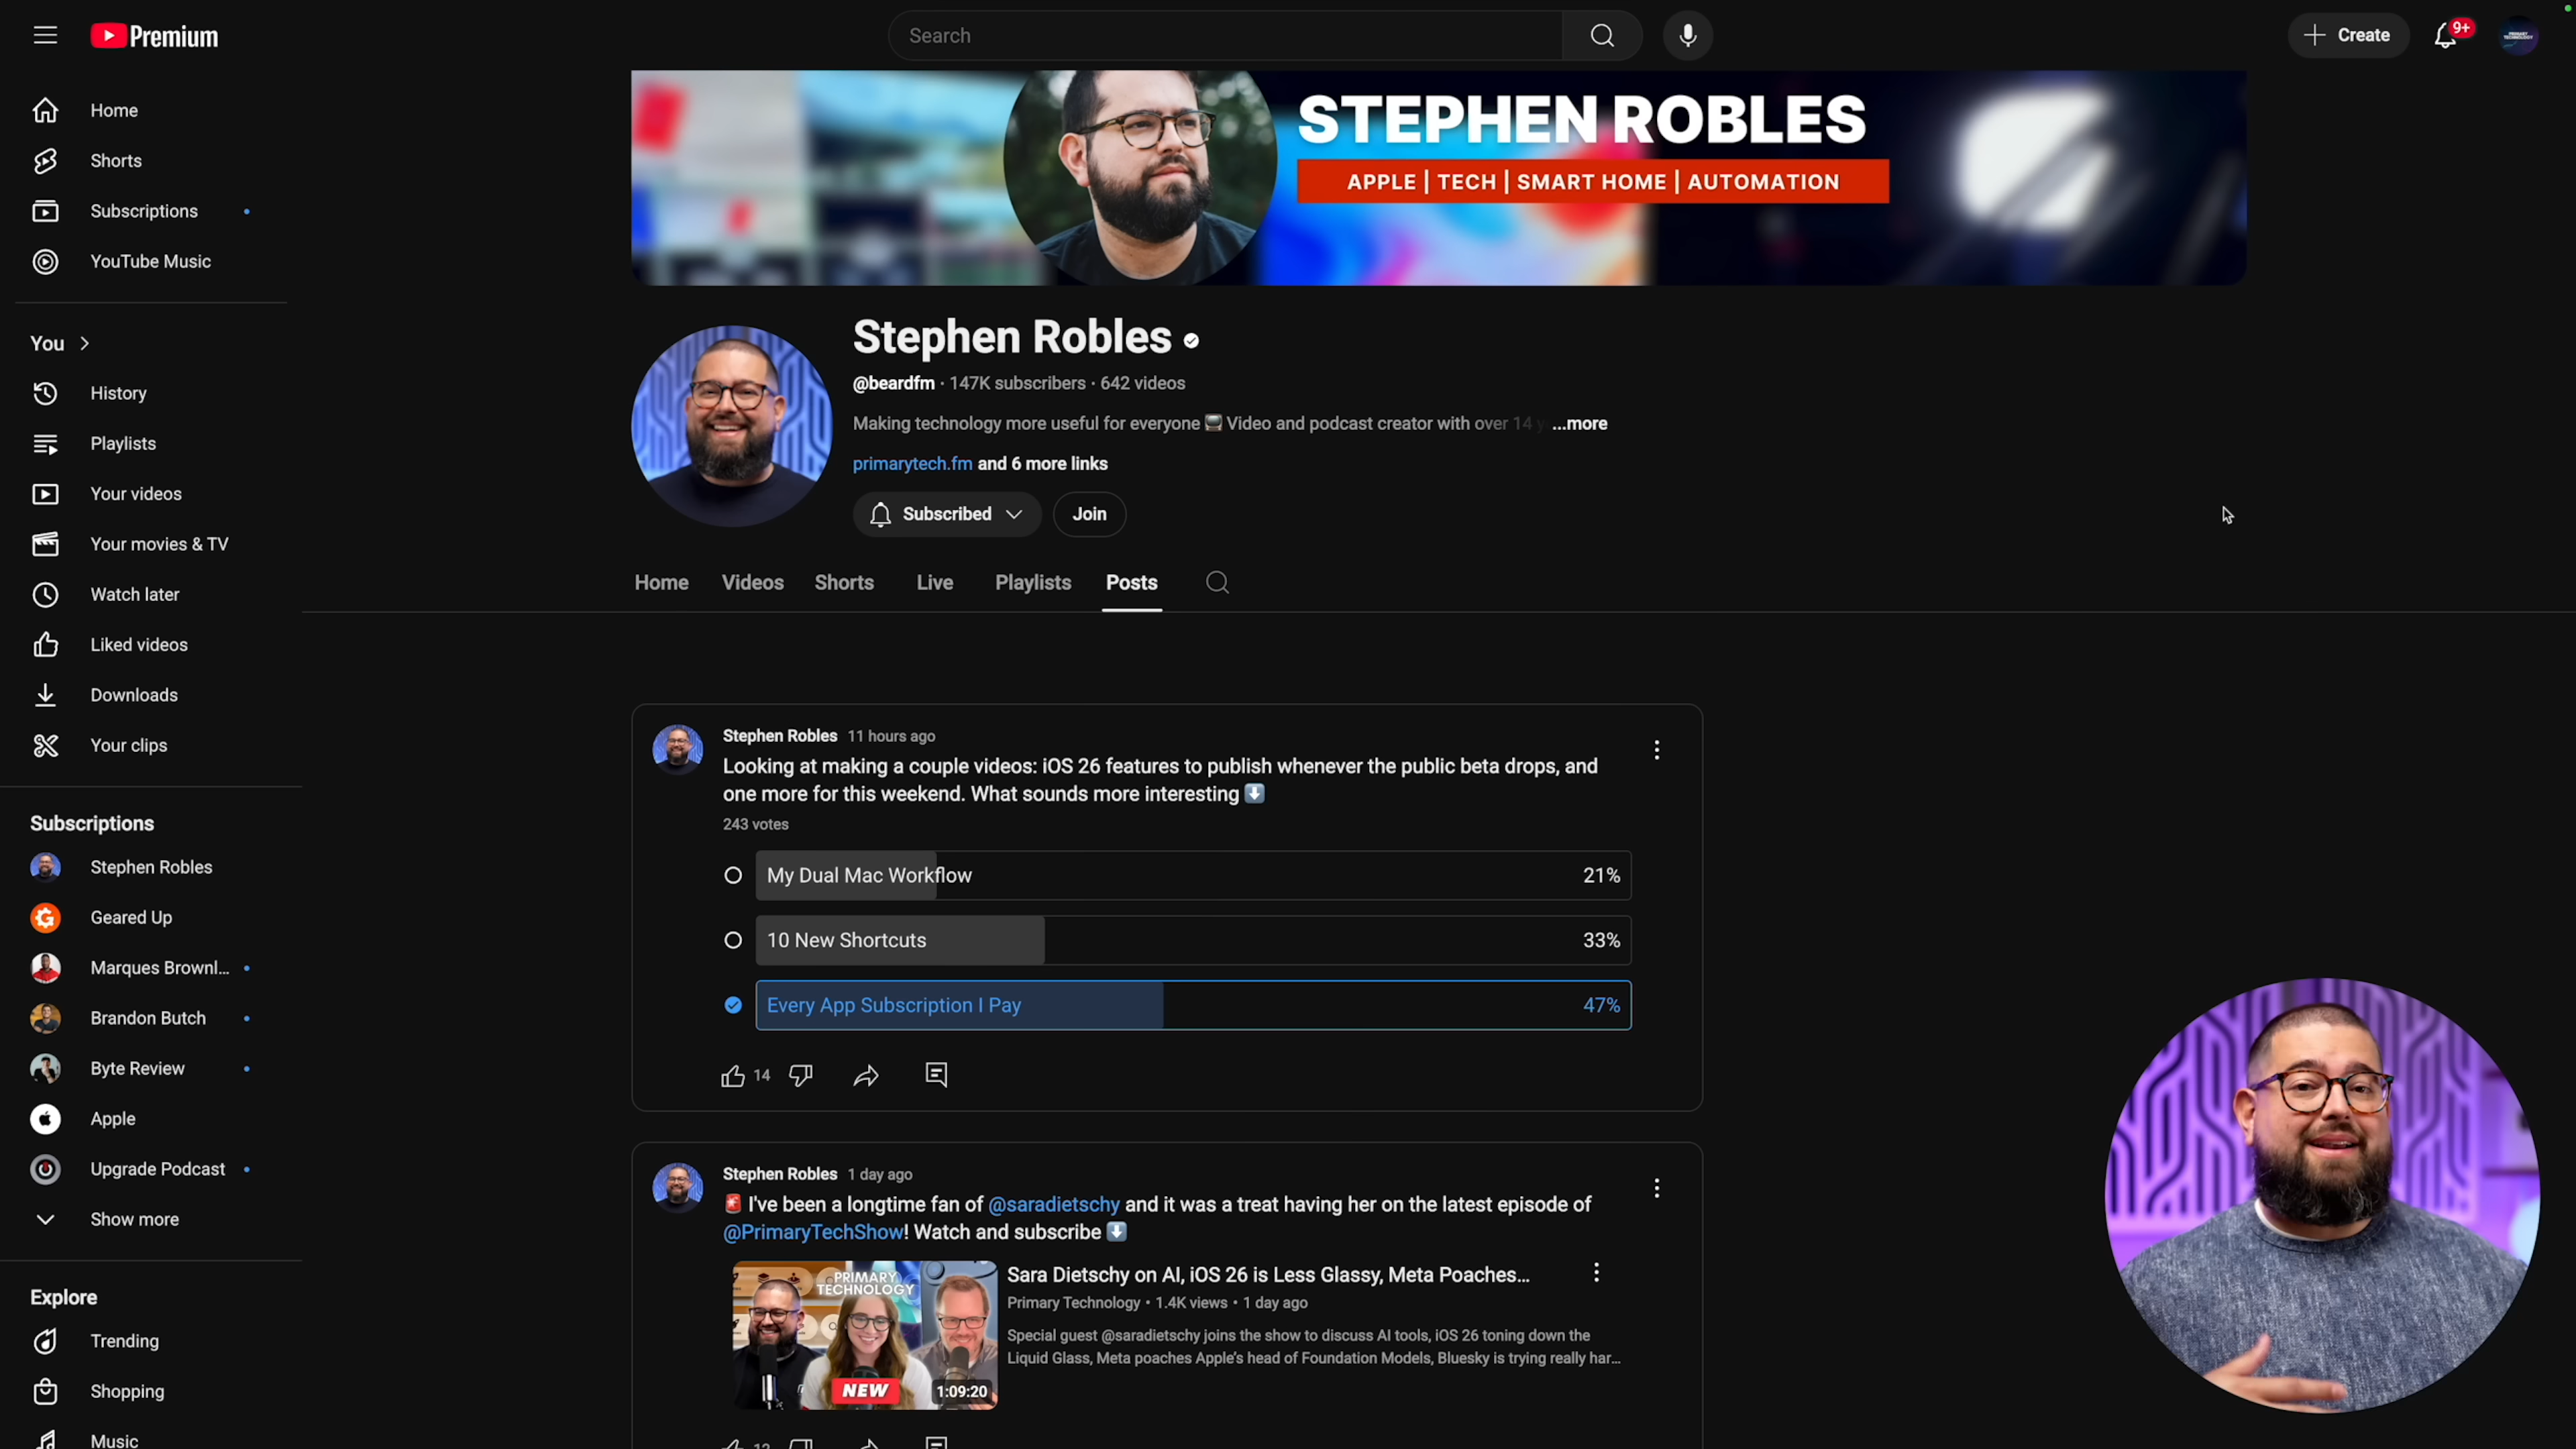 Premium
Search
Create
9+
Home
Shorts
Subscriptions
YouTube Music
You
History
Playlists
Your videos
Your movies & TV
Watch later
Liked videos
Downloads
Your clips
Subscriptions
Stephen Robles
Geared Up
Marques Brownl...
Brandon Butch
Byte Review
Apple
Upgrade Podcast
Show more
Explore
Trending
Shopping
Music
STEPHEN ROBLES
APPLE | TECH | SMART HOME | AUTOMATION
Stephen Robles
@beardfm · 147K subscribers · 642 videos
Making technology more useful for everyone 📺 Video and podcast creator with over 14 y ...more
primarytech.fm and 6 more links
Subscribed
Join
Home Videos Shorts Live Playlists Posts
Stephen Robles 11 hours ago
Looking at making a couple videos: iOS 26 features to publish whenever the public beta drops, and
one more for this weekend. What sounds more interesting ⬇️
243 votes
My Dual Mac Workflow 21%
10 New Shortcuts 33%
Every App Subscription I Pay 47%
14
Stephen Robles 1 day ago
🚨 I've been a longtime fan of @saradietschy and it was a treat having her on the latest episode of
@PrimaryTechShow! Watch and subscribe ⬇️
PRIMARY
TECHNOLOGY
NEW
1:09:20
Sara Dietschy on AI, iOS 26 is Less Glassy, Meta Poaches...
Primary Technology · 1.4K views · 1 day ago
Special guest @saradietschy joins the show to discuss AI tools, iOS 26 toning down the
Liquid Glass, Meta poaches Apple's head of Foundation Models, Bluesky is trying really har...